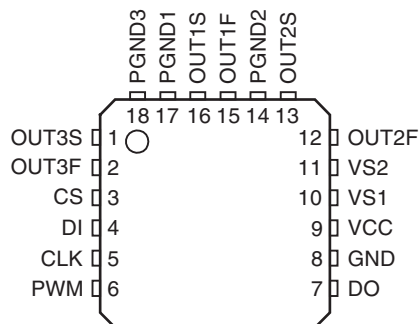 PGND3 PGND1 OUT1S OUT1F PGND2 OUT2S
18 17 16 15 14 13
OUT3S 1 12 OUT2F
OUT3F 2 11 VS2
CS 3 10 VS1
DI 4 9 VCC
CLK 5 8 GND
PWM 6 7 DO